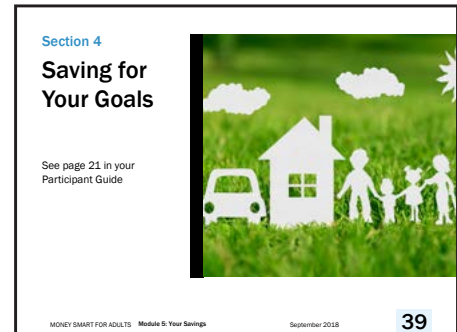 Section 4
Saving for
Your Goals
See page 21 in your
Participant Guide
MONEY SMART FOR ADULTS Module 5: Your Savings September 2018 39